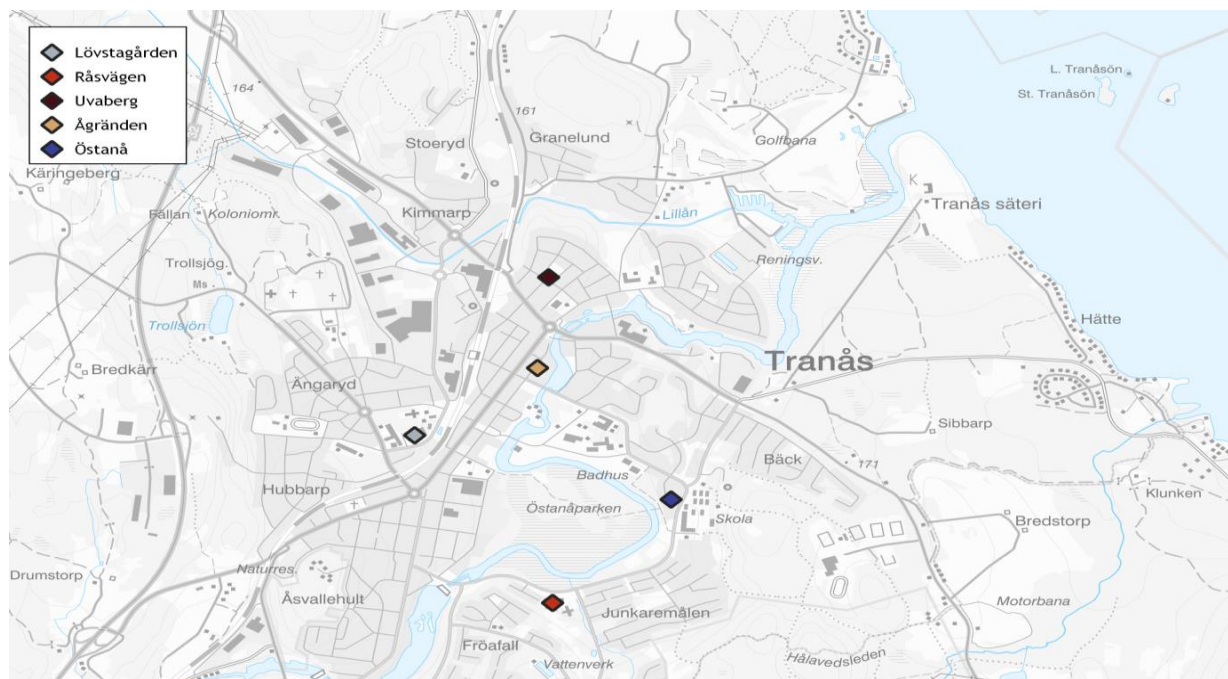 Lövstagården
Råsvägen
Uvaberg
Ågränden
Östanå
164
161
L. Tranåsön
St. Tranåsön
Stoeryd
Granelund
Golfbana
Käringeberg
Fållan
Koloniomr.
Kimmarp
Lillån
K
Tranås säteri
Trollsjög.
Reningsv.
Ms
Trollsjön
Hätte
Bredkärr
Tranås
Ängaryd
Sibbarp
Bäck
171
Badhus
Hubbarp
Klunken
Östanåparken
Skola
Bredstorp
Drumstorp
Naturres.
Åsvallehult
Motorbana
Junkaremålen
Fröafall
Hålavedsleden
Vattenverk